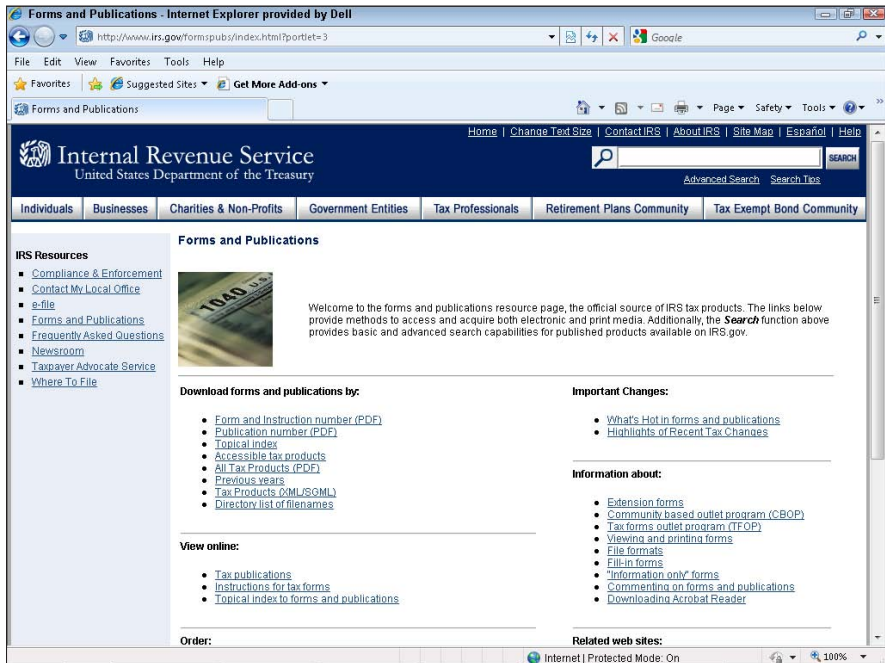 Forms and Publications - Internet Explorer provided by Dell
http://www.irs.gov/formspubs/index.html?portlet=3
Google
File Edit View Favorites Tools Help
Favorites Suggested Sites Get More Add-ons
Forms and Publications
Page Safety Tools
Home | Change Text Size | Contact IRS | About IRS | Site Map | Español | Help
Internal Revenue Service
United States Department of the Treasury
SEARCH
Advanced Search Search Tips
Individuals Businesses Charities & Non-Profits Government Entities Tax Professionals Retirement Plans Community Tax Exempt Bond Community
IRS Resources
Compliance & Enforcement
Contact My Local Office
e-file
Forms and Publications
Frequently Asked Questions
Newsroom
Taxpayer Advocate Service
Where To File
Forms and Publications
1040 U.S.
Welcome to the forms and publications resource page, the official source of IRS tax products. The links below
provide methods to access and acquire both electronic and print media. Additionally, the Search function above
provides basic and advanced search capabilities for published products available on IRS.gov.
Download forms and publications by:
Form and Instruction number (PDF)
Publication number (PDF)
Topical index
Accessible tax products
All Tax Products (PDF)
Previous years
Tax Products (XML/SGML)
Directory list of filenames
View online:
Tax publications
Instructions for tax forms
Topical index to forms and publications
Order:
Important Changes:
What's Hot in forms and publications
Highlights of Recent Tax Changes
Information about:
Extension forms
Community based outlet program (CBOP)
Tax forms outlet program (TFOP)
Viewing and printing forms
File formats
Fill-in forms
"Information only" forms
Commenting on forms and publications
Downloading Acrobat Reader
Related web sites:
Internet | Protected Mode: On
100%